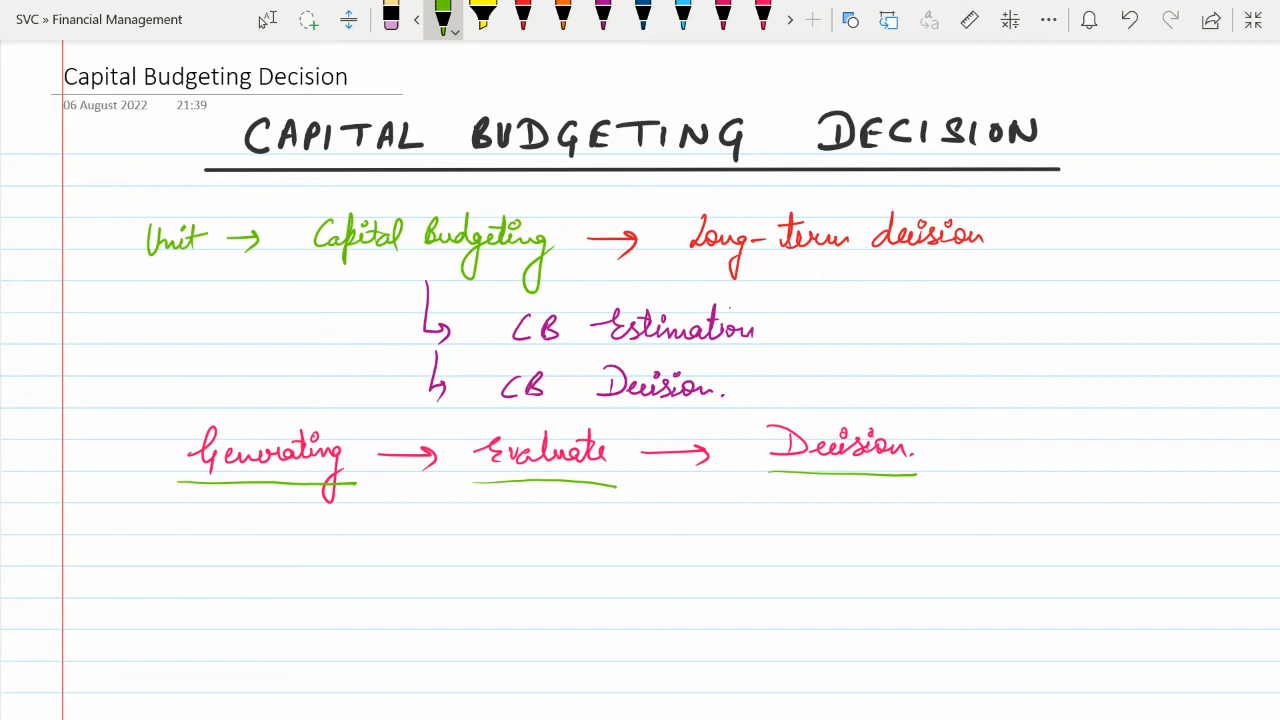 SVC » Financial Management
Capital Budgeting Decision
06 August 2022 21:39
CAPITAL BUDGETING DECISION
Unit → Capital Budgeting → Long-term decision
CB Estimation
CB Decision.
Generating → Evaluate → Decision.